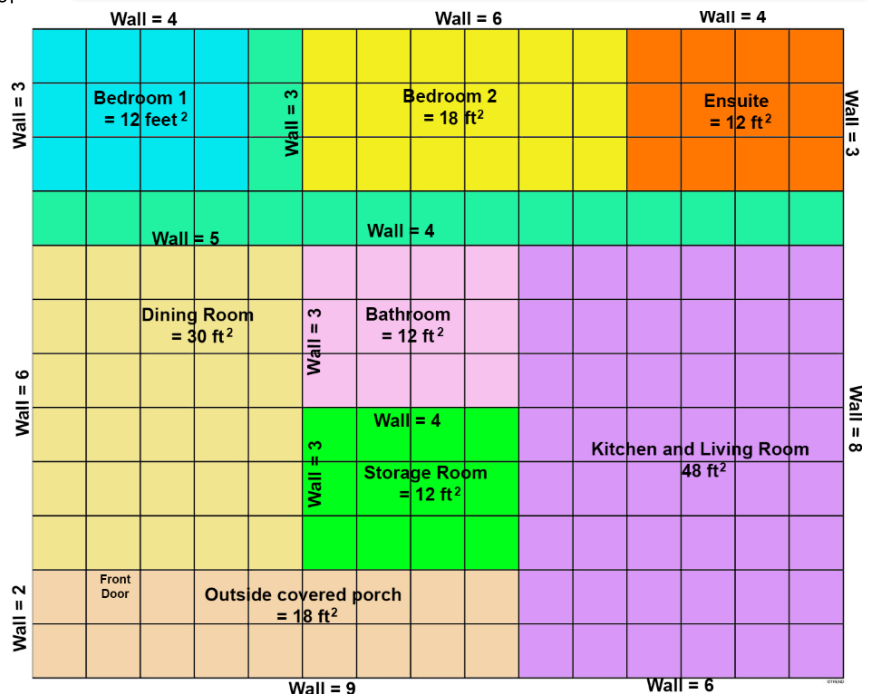 Wall = 4
Wall = 6
Wall = 4
Wall = 3
Bedroom 1
= 12 feet²
Wall = 3
Bedroom 2
= 18 ft²
Ensuite
= 12 ft²
Wall = 3
Wall = 5
Wall = 4
Dining Room
= 30 ft²
Wall = 3
Bathroom
= 12 ft²
Wall = 6
Wall = 4
Wall = 8
Wall = 3
Storage Room
= 12 ft²
Kitchen and Living Room
48 ft²
Wall = 2
Front
Door
Outside covered porch
= 18 ft²
Wall = 9
Wall = 6